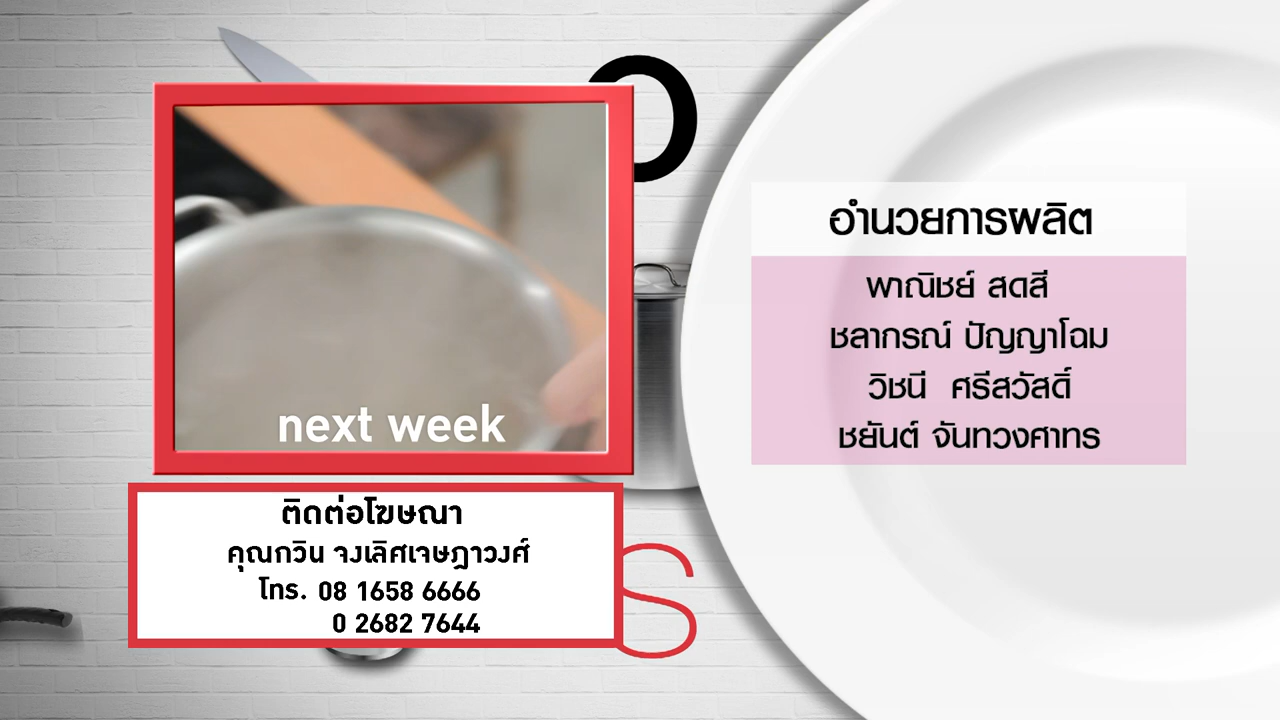 next week
ติดต่อโฆษณา
คุณกวิน จงเลิศเจษฎาวงศ์
โทร. 08 1658 6666
0 2682 7644
อำนวยการผลิต
พาณิชย์ สดสี
ชลากรณ์ ปัญญาโฉม
วิชนี ศรีสวัสดิ์
ชยันต์ จันทวงศาทร